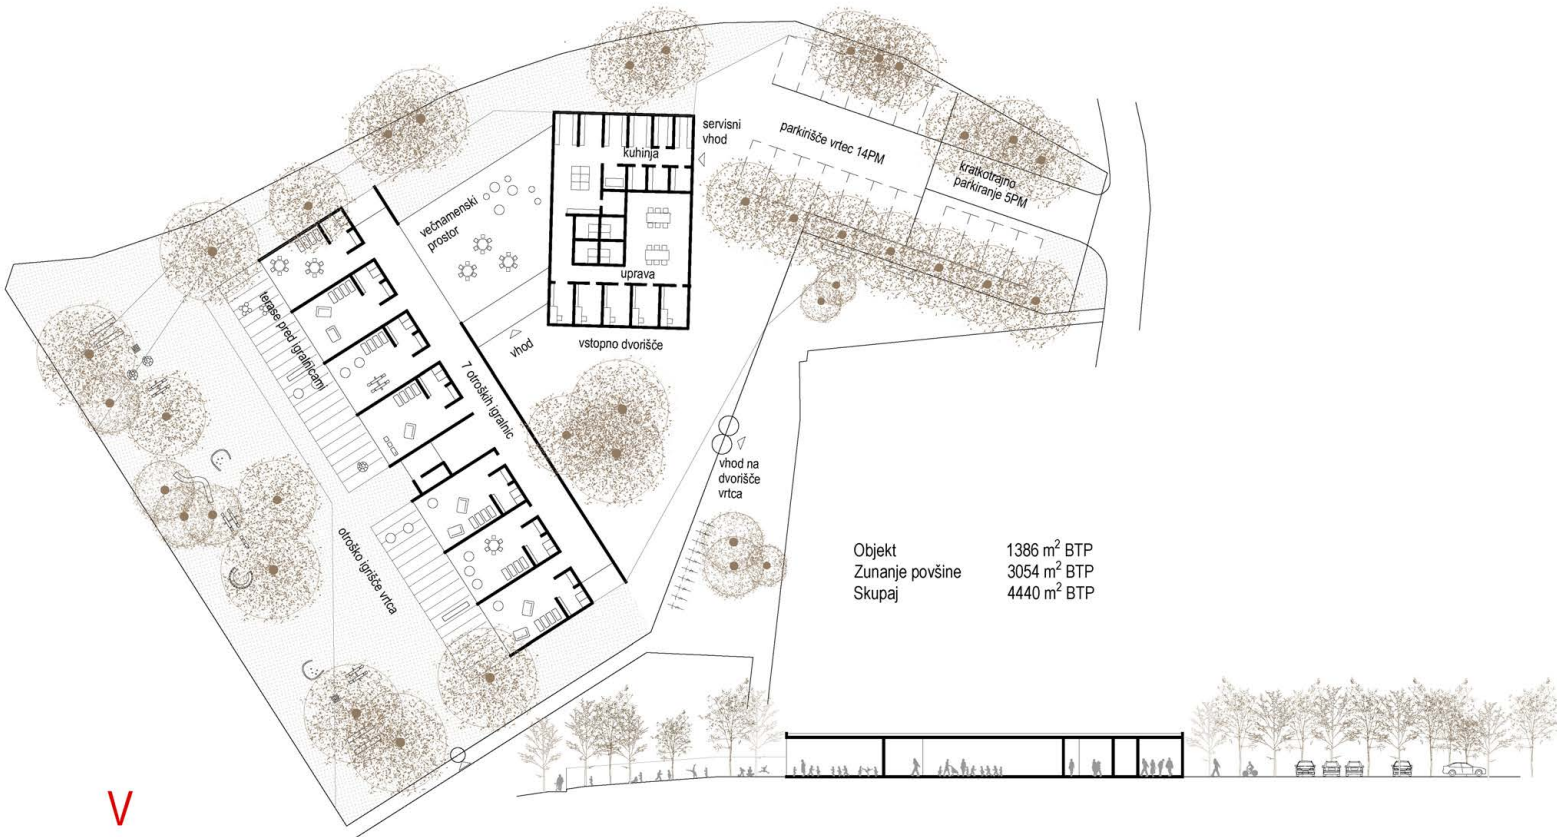 servisni
vhod
parkirišče vrtec 14PM
kratkotrajno
parkiranje 5PM
kuhinja
večnamenski
prostor
uprava
terase pred igralnicami
vhod
vstopno dvorišče
7 otroških igralnic
vhod na
dvorišče
vrtca
otroško igrišče vrtca
Objekt 1386 m² BTP
Zunanje povšine 3054 m² BTP
Skupaj 4440 m² BTP
V